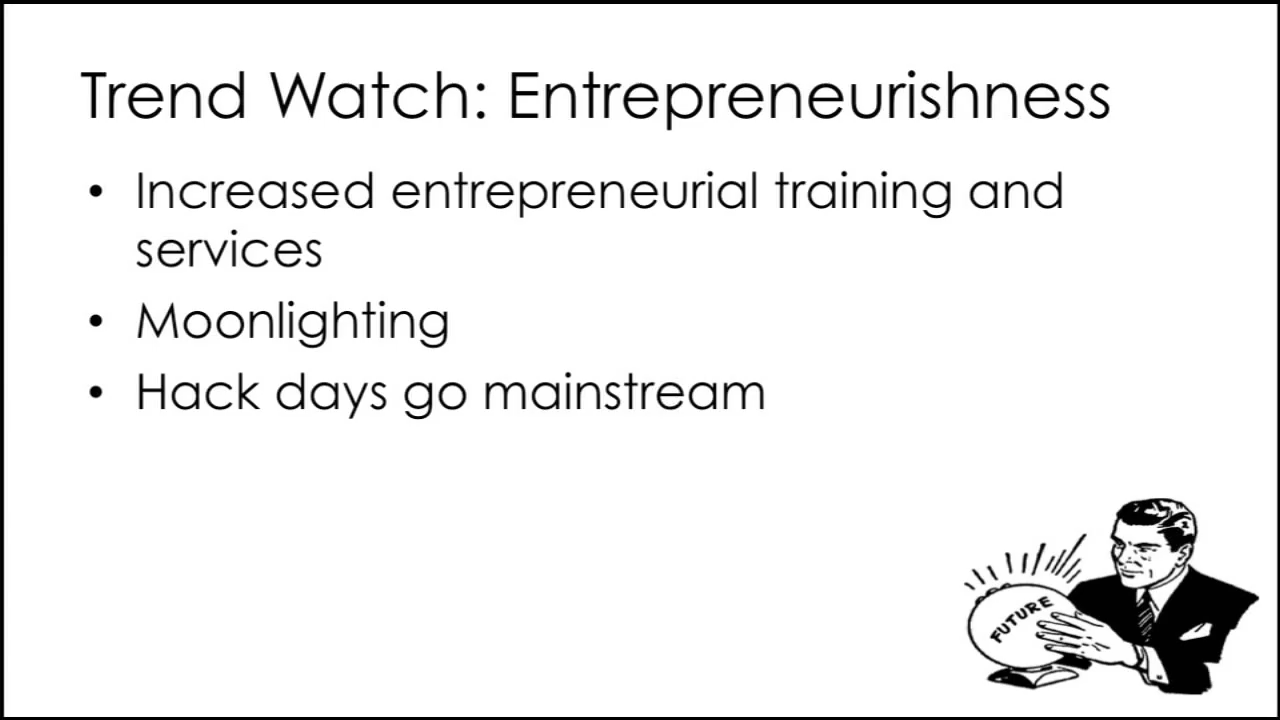 Trend Watch: Entrepreneurishness
• Increased entrepreneurial training and
services
• Moonlighting
• Hack days go mainstream
FUTURE